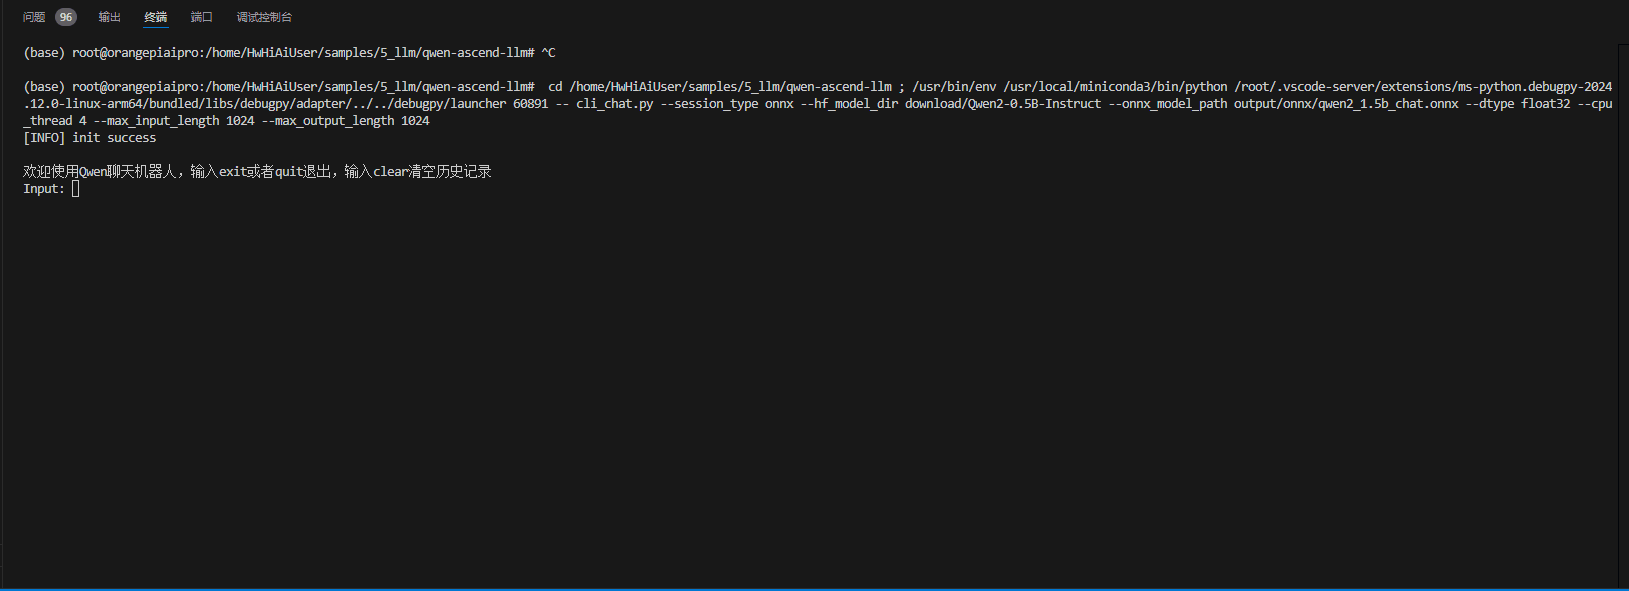 问题 96 输出 终端 端口 调试控制台
(base) root@orangepiaipro:/home/HwHiAiUser/samples/5_llm/qwen-ascend-llm# ^C
(base) root@orangepiaipro:/home/HwHiAiUser/samples/5_llm/qwen-ascend-llm#  cd /home/HwHiAiUser/samples/5_llm/qwen-ascend-llm ; /usr/bin/env /usr/local/miniconda3/bin/python /root/.vscode-server/extensions/ms-python.debugpy-2024
.12.0-linux-arm64/bundled/libs/debugpy/adapter/../../debugpy/launcher 60891 -- cli_chat.py --session_type onnx --hf_model_dir download/Qwen2-0.5B-Instruct --onnx_model_path output/onnx/qwen2_1.5b_chat.onnx --dtype float32 --cpu
_thread 4 --max_input_length 1024 --max_output_length 1024
[INFO] init success
欢迎使用Qwen聊天机器人，输入exit或者quit退出，输入clear清空历史记录
Input: